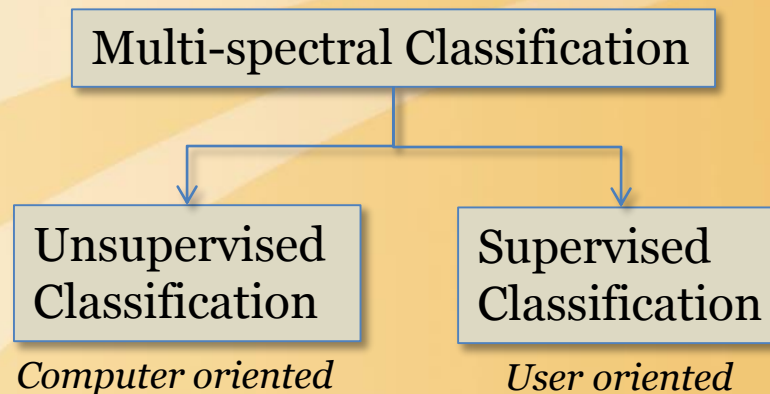 Multi-spectral Classification
Unsupervised
Classification
Supervised
Classification
Computer oriented
User oriented